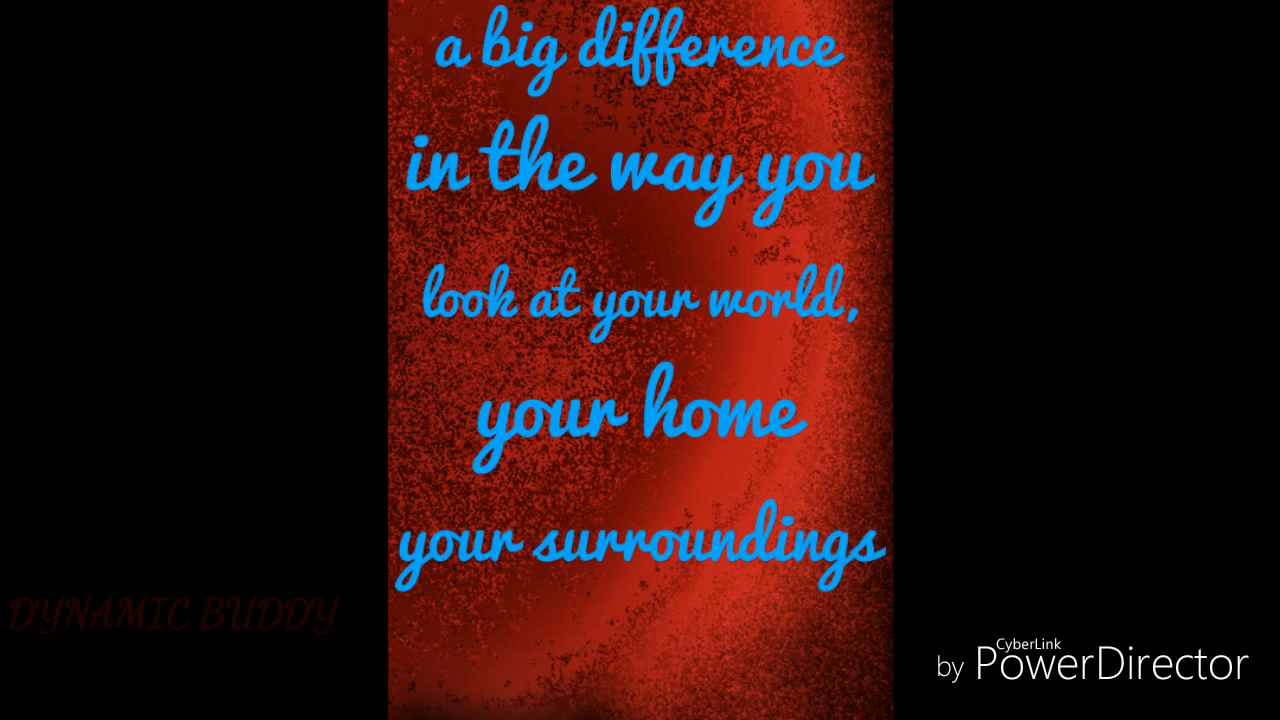 a big difference
in the way you
look at your world,
your home
your surroundings
DYNAMIC BUDDY
by CyberLink PowerDirector